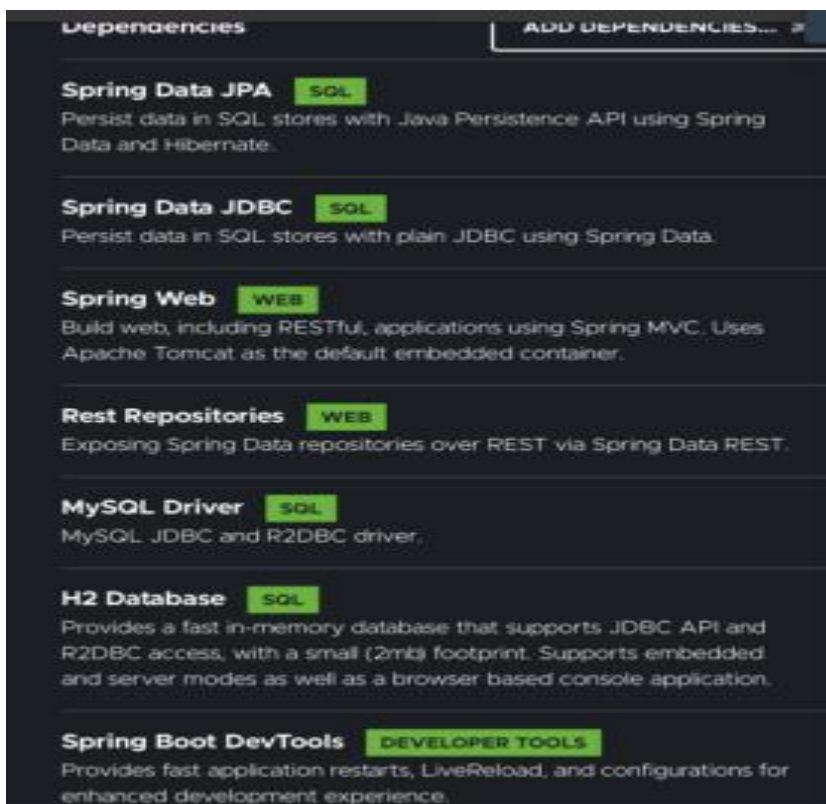 Dependencies
ADD DEPENDENCIES...
Spring Data JPA SQL
Persist data in SQL stores with Java Persistence API using Spring
Data and Hibernate.
Spring Data JDBC SQL
Persist data in SQL stores with plain JDBC using Spring Data.
Spring Web WEB
Build web, including RESTful, applications using Spring MVC. Uses
Apache Tomcat as the default embedded container.
Rest Repositories WEB
Exposing Spring Data repositories over REST via Spring Data REST.
MySQL Driver SQL
MySQL JDBC and R2DBC driver.
H2 Database SQL
Provides a fast in-memory database that supports JDBC API and
R2DBC access, with a small (2mb) footprint. Supports embedded
and server modes as well as a browser based console application.
Spring Boot DevTools DEVELOPER TOOLS
Provides fast application restarts, LiveReload, and configurations for
enhanced development experience.